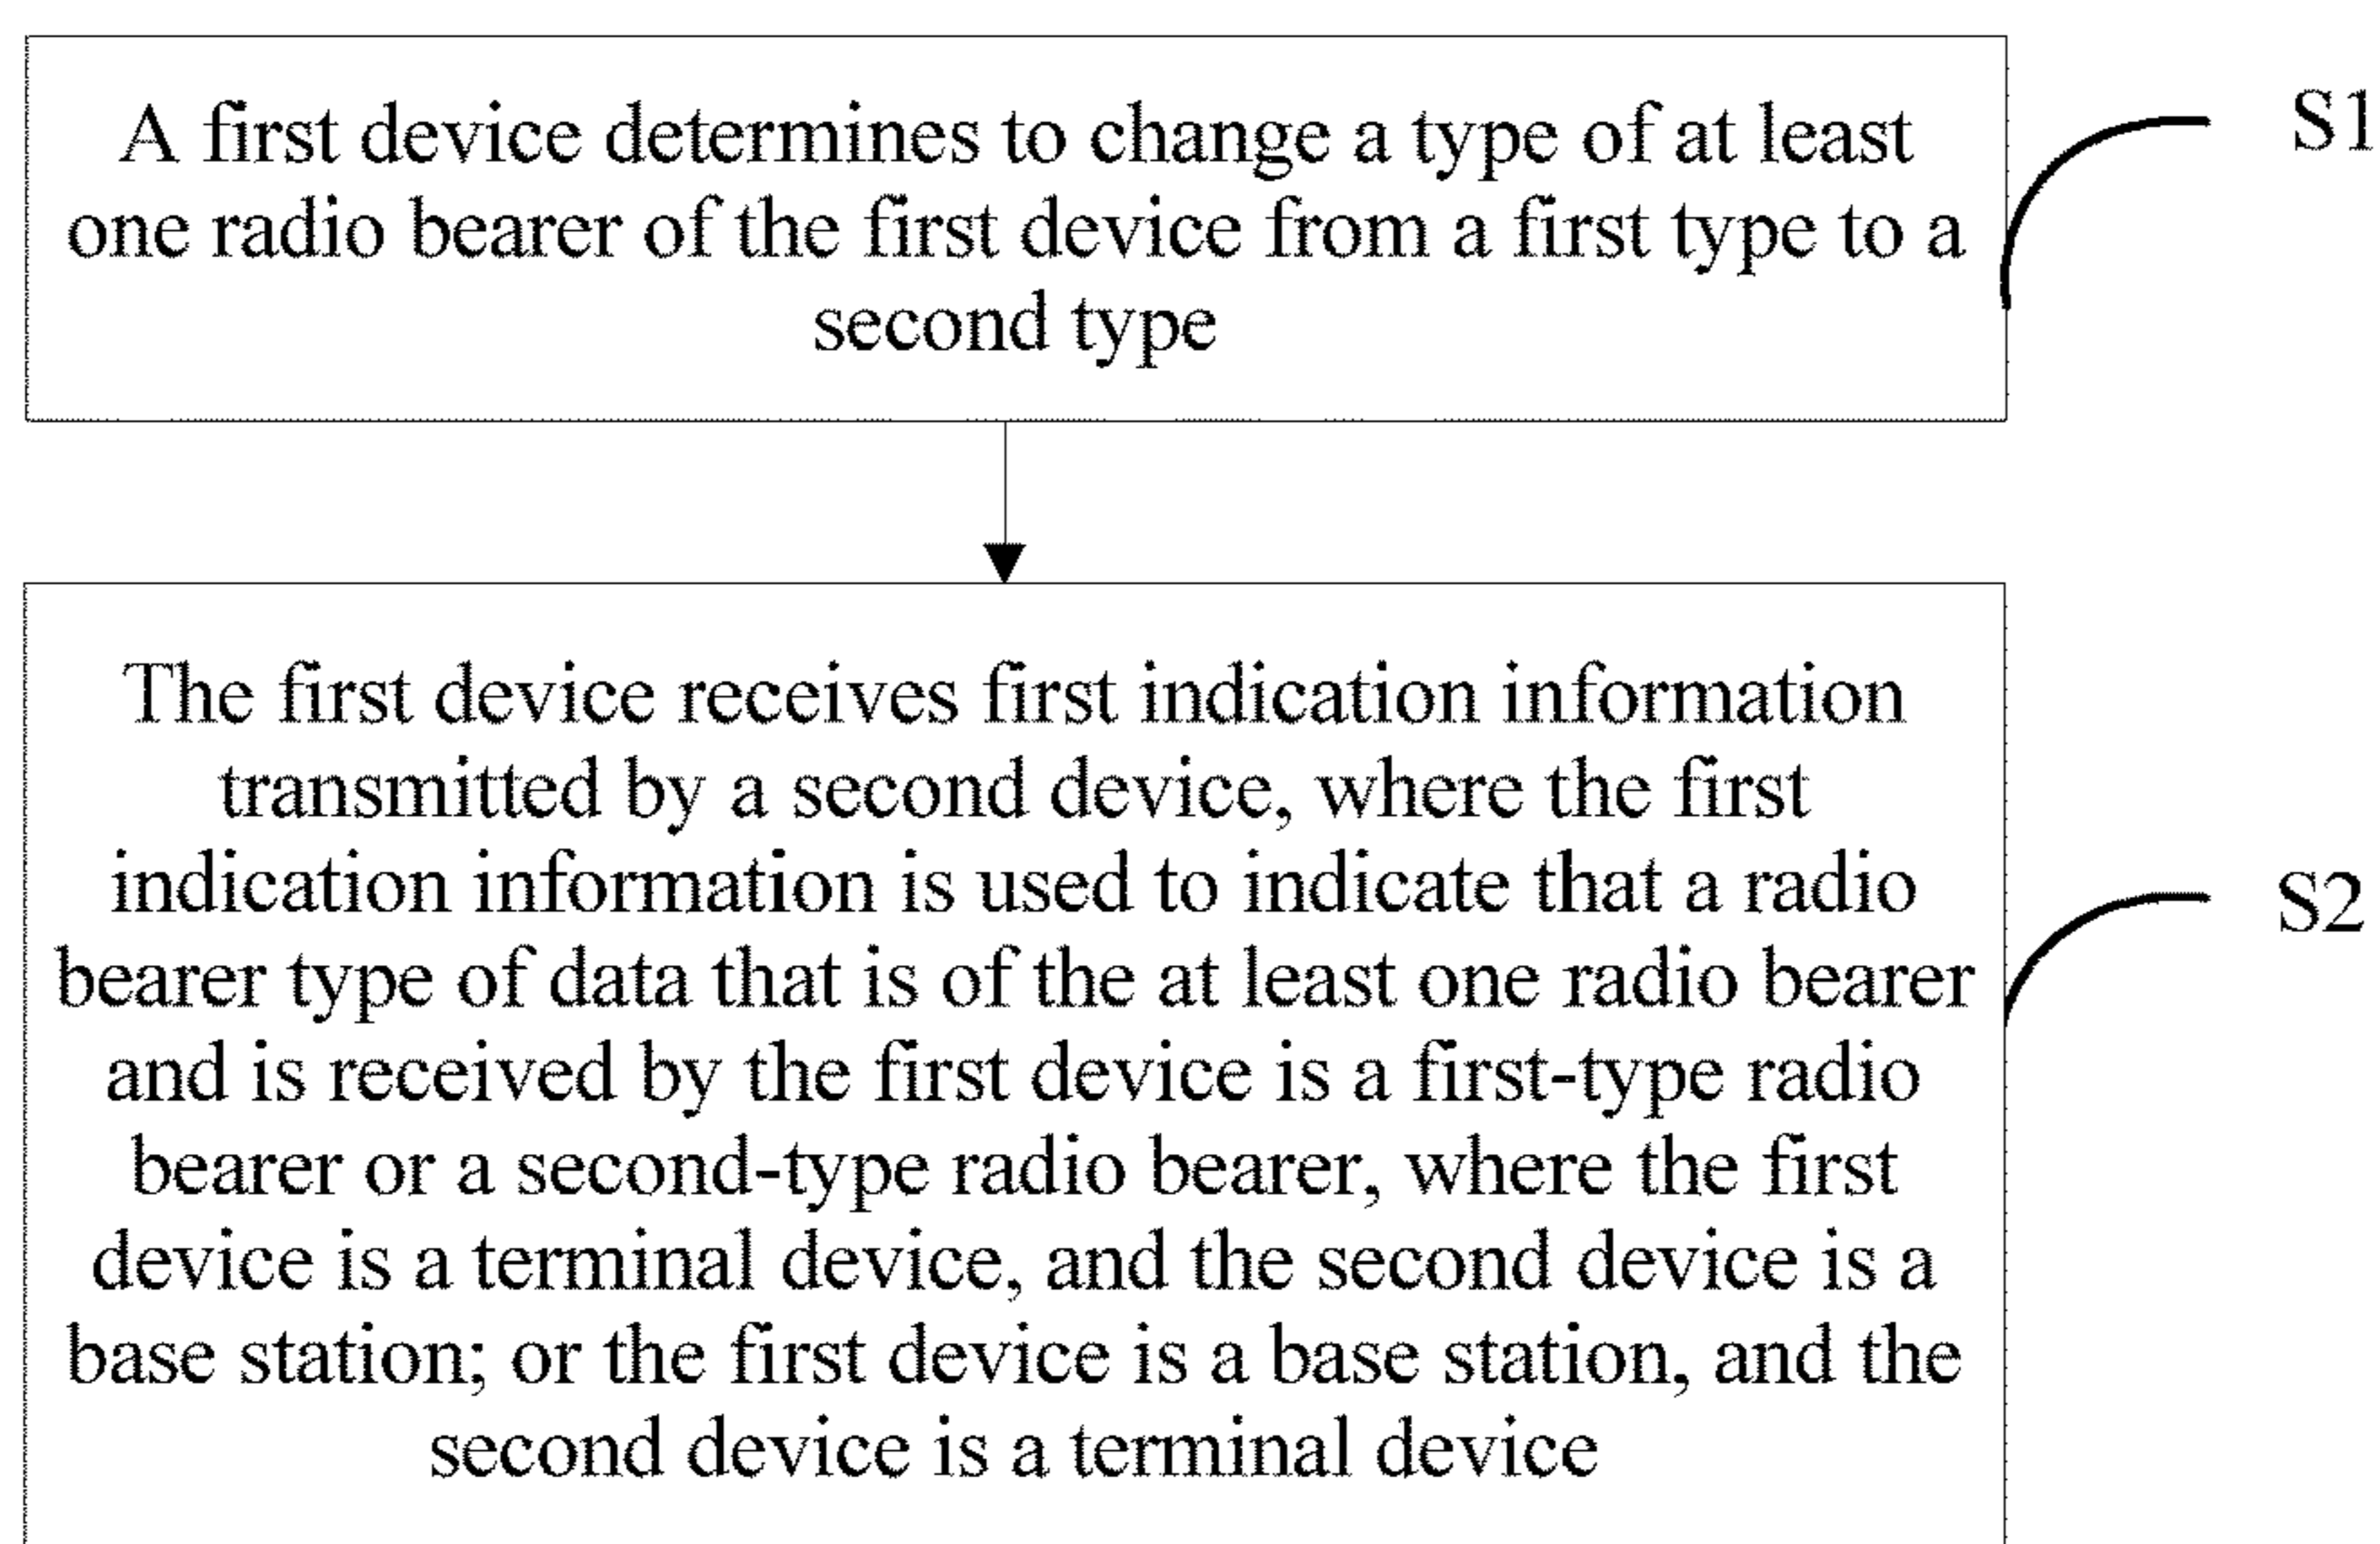 A first device determines to change a type of at least
one radio bearer of the first device from a first type to a
second type
S1
The first device receives first indication information
transmitted by a second device, where the first
indication information is used to indicate that a radio
bearer type of data that is of the at least one radio bearer
and is received by the first device is a first-type radio
bearer or a second-type radio bearer, where the first
device is a terminal device, and the second device is a
base station; or the first device is a base station, and the
second device is a terminal device
S2